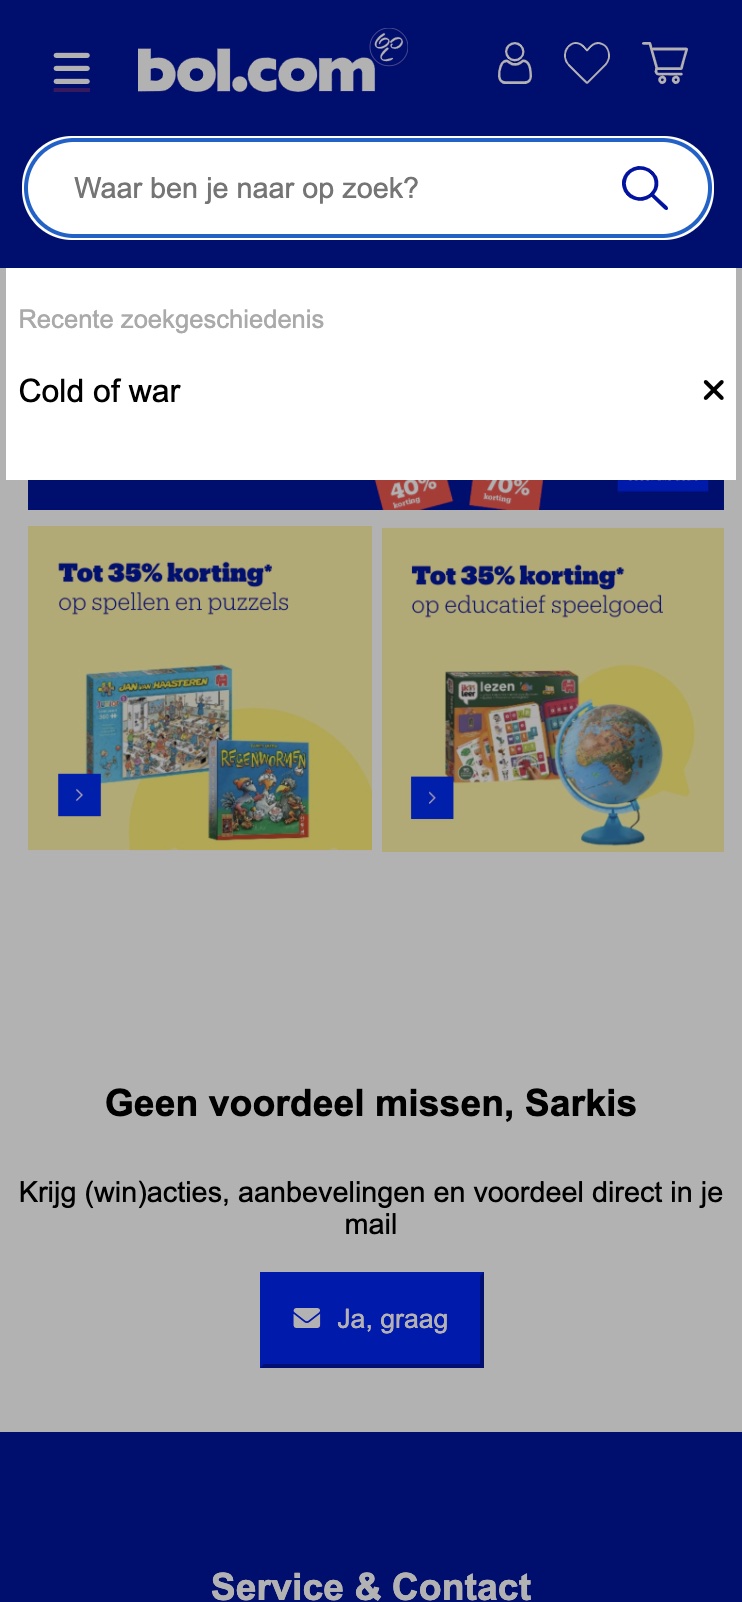 bol.com
Waar ben je naar op zoek?
Recente zoekgeschiedenis
Cold of war
40%
korting
70%
korting
Tot 35% korting*
op spellen en puzzels
Tot 35% korting*
op educatief speelgoed
JAN VAN HAASTEREN
REGENWORMEN
ik leer
lezen
Geen voordeel missen, Sarkis
Krijg (win)acties, aanbevelingen en voordeel direct in je
mail
Ja, graag
Service & Contact